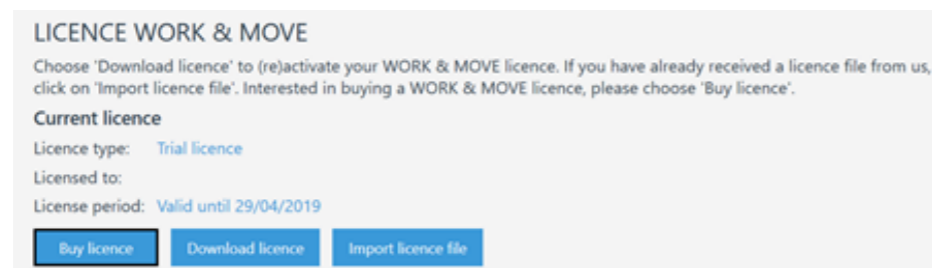 LICENCE WORK & MOVE
Choose 'Download licence' to (re)activate your WORK & MOVE licence. If you have already received a licence file from us,
click on 'Import licence file'. Interested in buying a WORK & MOVE licence, please choose 'Buy licence'.
Current licence
Licence type: Trial licence
Licensed to:
License period: Valid until 29/04/2019
Buy licence Download licence Import licence file